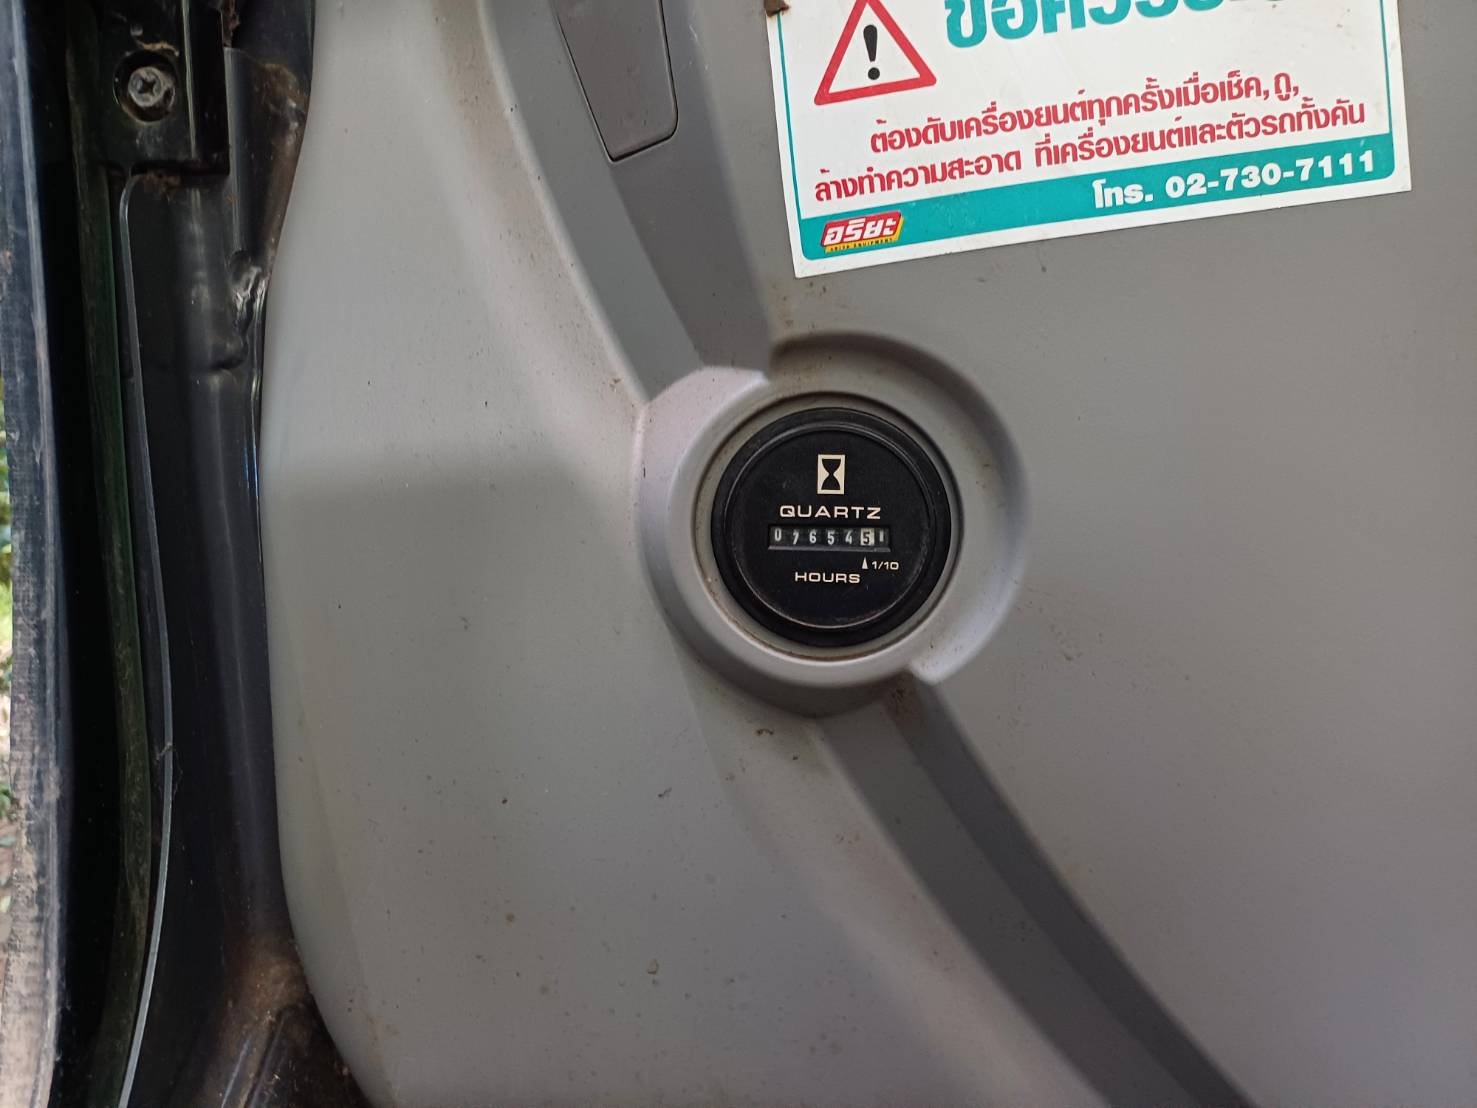 ต้องดับเครื่องยนต์ทุกครั้งเมื่อเช็ค,ถู,
ล้างทำความสะอาด ที่เครื่องยนต์และตัวรถทั้งคัน
โทร. 02-730-7111
อริยะ
QUARTZ
0765451
1/10
HOURS